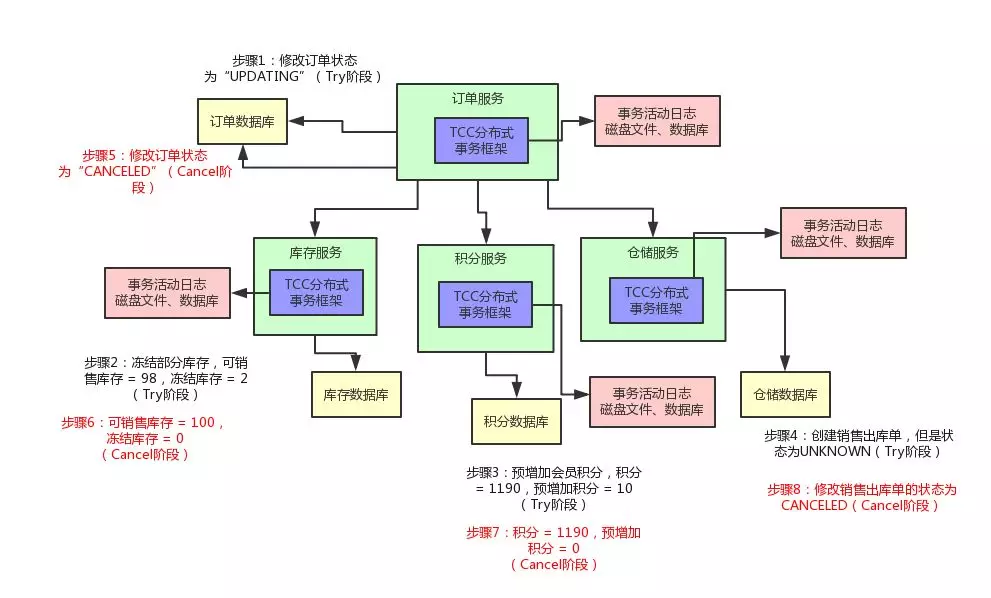 步骤1：修改订单状态
为“UPDATING”（Try阶段）
订单服务
TCC分布式
事务框架
订单数据库
事务活动日志
磁盘文件、数据库
步骤5：修改订单状态
为“CANCELED”（Cancel阶
段）
库存服务
TCC分布式
事务框架
事务活动日志
磁盘文件、数据库
积分服务
TCC分布式
事务框架
仓储服务
TCC分布式
事务框架
事务活动日志
磁盘文件、数据库
步骤2：冻结部分库存，可销
售库存 = 98，冻结库存 = 2
（Try阶段）
步骤6：可销售库存 = 100，
冻结库存 = 0
（Cancel阶段）
库存数据库
积分数据库
事务活动日志
磁盘文件、数据库
仓储数据库
步骤3：预增加会员积分，积分
= 1190，预增加积分 = 10
（Try阶段）
步骤7：积分 = 1190，预增加
积分 = 0
（Cancel阶段）
步骤4：创建销售出库单，但是状
态为UNKNOWN（Try阶段）
步骤8：修改销售出库单的状态为
CANCELED（Cancel阶段）